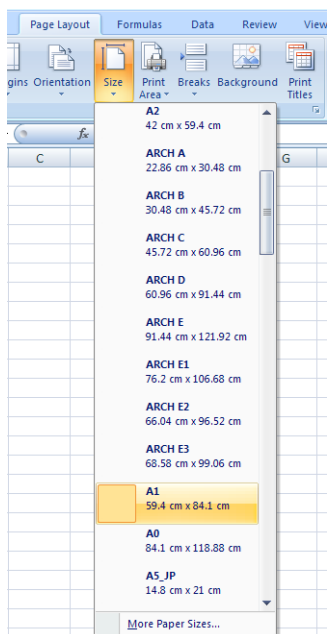 Page Layout Formulas Data Review View
gins Orientation Size Print Area Breaks Background Print Titles
fx
C G
A2
42 cm x 59.4 cm
ARCH A
22.86 cm x 30.48 cm
ARCH B
30.48 cm x 45.72 cm
ARCH C
45.72 cm x 60.96 cm
ARCH D
60.96 cm x 91.44 cm
ARCH E
91.44 cm x 121.92 cm
ARCH E1
76.2 cm x 106.68 cm
ARCH E2
66.04 cm x 96.52 cm
ARCH E3
68.58 cm x 99.06 cm
A1
59.4 cm x 84.1 cm
A0
84.1 cm x 118.88 cm
A5_JP
14.8 cm x 21 cm
More Paper Sizes...